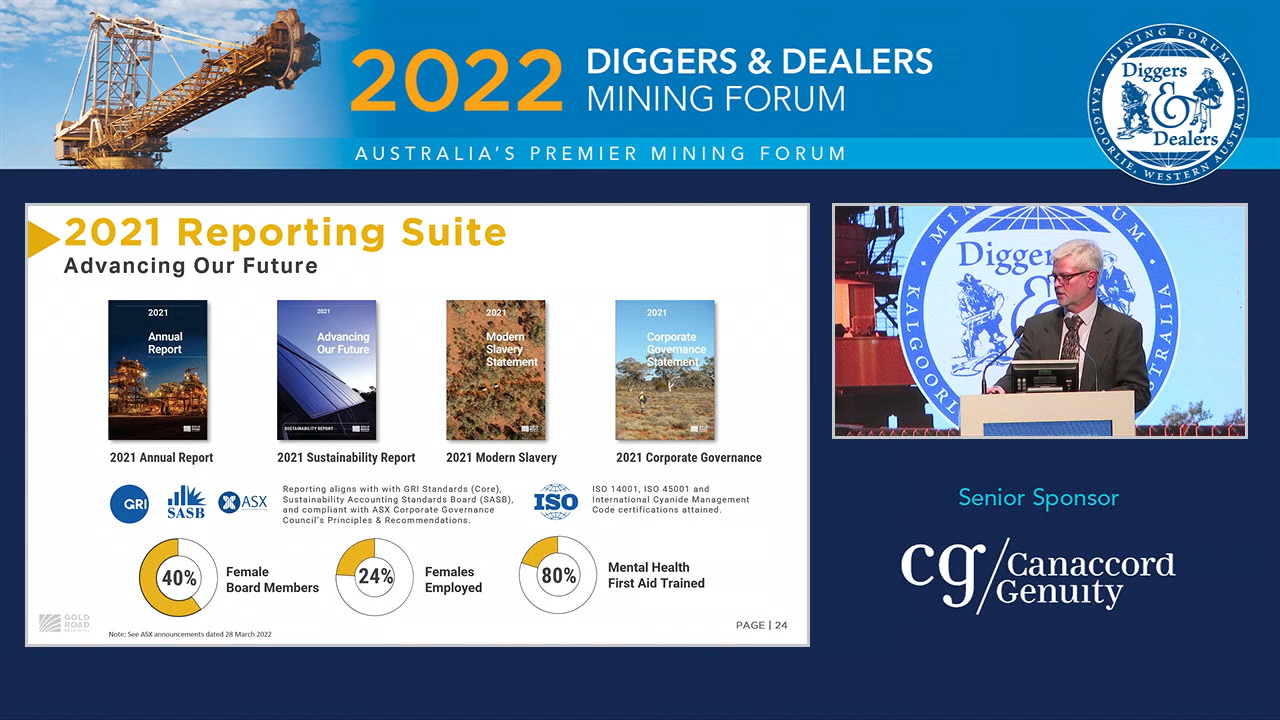 2022 DIGGERS & DEALERS
MINING FORUM
AUSTRALIA'S PREMIER MINING FORUM
MINING FORUM
Diggers
&
Dealers
KALGOORLIE, WESTERN AUSTRALIA
2021 Reporting Suite
Advancing Our Future
2021
Annual
Report
2021
Advancing
Our Future
SUSTAINABILITY REPORT
GOLD
ROAD
2021
Modern
Slavery
Statement
2021
Corporate
Governance
Statement
2021 Annual Report
2021 Sustainability Report
2021 Modern Slavery
2021 Corporate Governance
GRI
SASB
ASX
Reporting aligns with with GRI Standards (Core),
Sustainability Accounting Standards Board (SASB),
and compliant with ASX Corporate Governance
Council's Principles & Recommendations.
ISO
ISO 14001, ISO 45001 and
International Cyanide Management
Code certifications attained.
40%
Female
Board Members
24%
Females
Employed
80%
Mental Health
First Aid Trained
GOLD
ROAD
RESOURCES
Note: See ASX announcements dated 28 March 2022
PAGE | 24
MINING FORUM
Diggers
&
KALGOORLIE
AUSTRALIA
Senior Sponsor
cg/Canaccord
Genuity